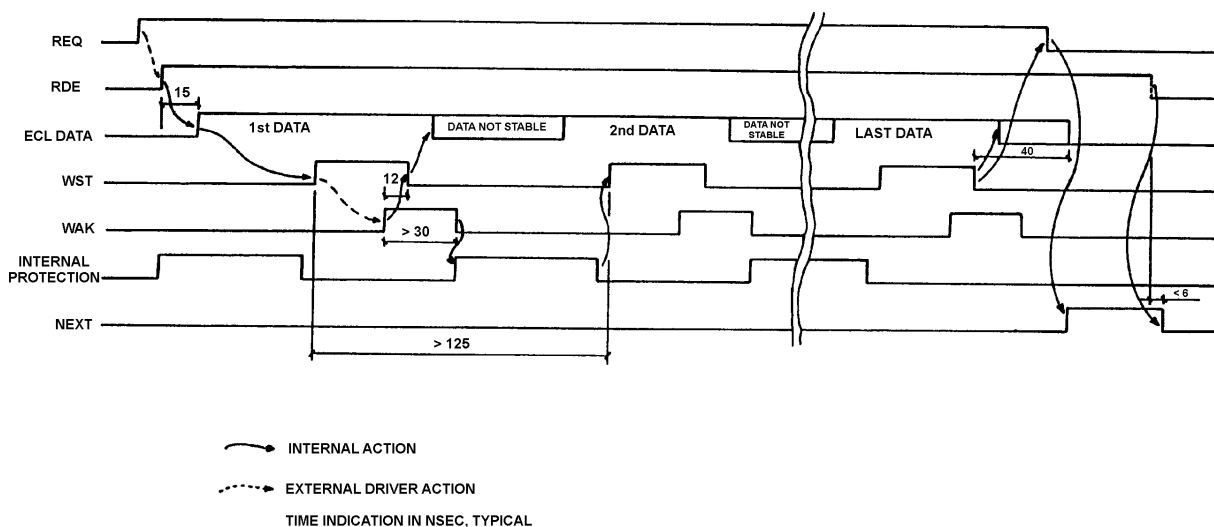 REQ
RDE
15
ECL DATA
1st DATA
DATA NOT STABLE
2nd DATA
DATA NOT
STABLE
LAST DATA
40
WST
12
WAK
> 30
INTERNAL
PROTECTION
< 6
NEXT
> 125
INTERNAL ACTION
EXTERNAL DRIVER ACTION
TIME INDICATION IN NSEC, TYPICAL